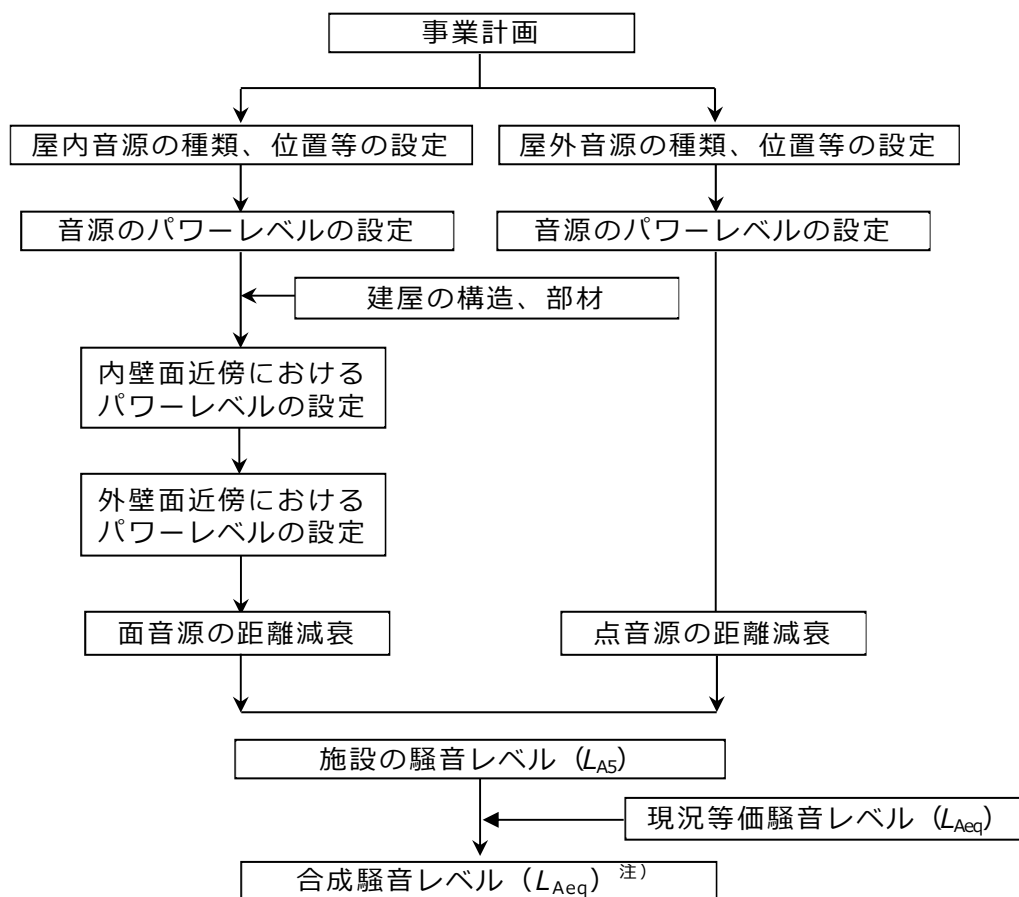 事業計画
屋内音源の種類、位置等の設定
屋外音源の種類、位置等の設定
音源のパワーレベルの設定
音源のパワーレベルの設定
建屋の構造、部材
内壁面近傍における
パワーレベルの設定
外壁面近傍における
パワーレベルの設定
面音源の距離減衰
点音源の距離減衰
施設の騒音レベル（LA5）
現況等価騒音レベル（LAeq）
合成騒音レベル（LAeq）注）